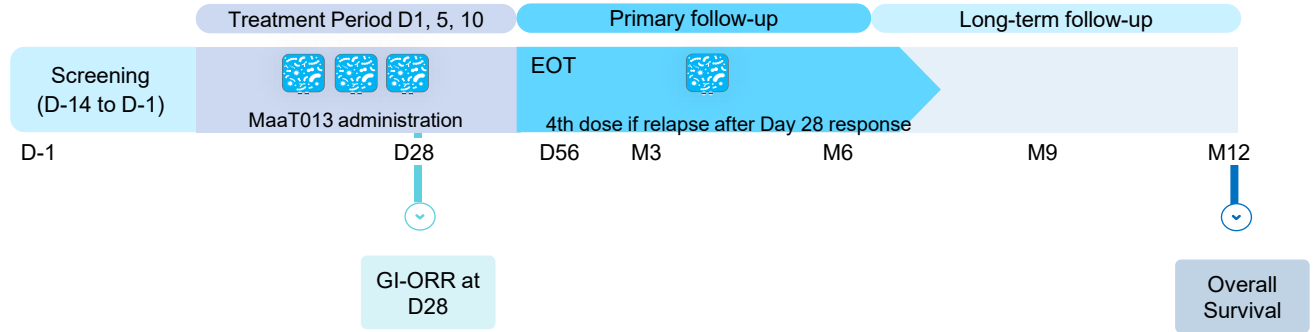 Treatment Period D1, 5, 10
Primary follow-up
Long-term follow-up
Screening
(D-14 to D-1)
MaaT013 administration
EOT
4th dose if relapse after Day 28 response
D-1
D28
D56
M3
M6
M9
M12
GI-ORR at
D28
Overall
Survival